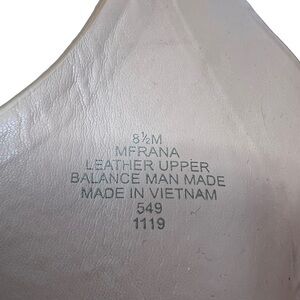 8½M
MFRANA
LEATHER UPPER
BALANCE MAN MADE
MADE IN VIETNAM
549
1119